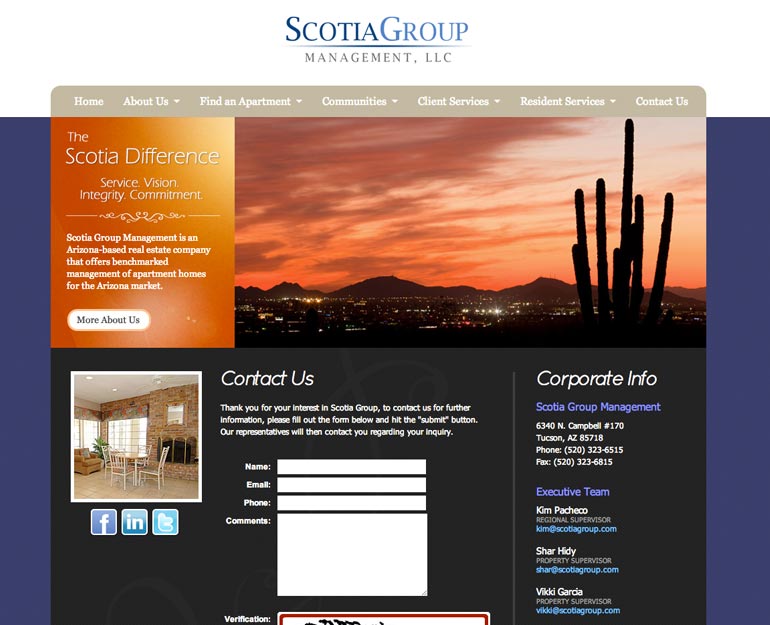 ScotiaGroup
MANAGEMENT, LLC
Home About Us Find an Apartment Communities Client Services Resident Services Contact Us
The
Scotia Difference
Service. Vision.
Integrity. Commitment.
Scotia Group Management is an
Arizona-based real estate company
that offers benchmarked
management of apartment homes
for the Arizona market.
More About Us
Contact Us
Thank you for your interest in Scotia Group, to contact us for further
information, please fill out the form below and hit the "submit" button.
Our representatives will then contact you regarding your inquiry.
Name:
Email:
Phone:
Comments:
Verification:
f in t
Corporate Info
Scotia Group Management
6340 N. Campbell #170
Tucson, AZ 85718
Phone: (520) 323-6515
Fax: (520) 323-6815
Executive Team
Kim Pacheco
REGIONAL SUPERVISOR
kim@scotiagroup.com
Shar Hidy
PROPERTY SUPERVISOR
shar@scotiagroup.com
Vikki Garcia
PROPERTY SUPERVISOR
vikki@scotiagroup.com